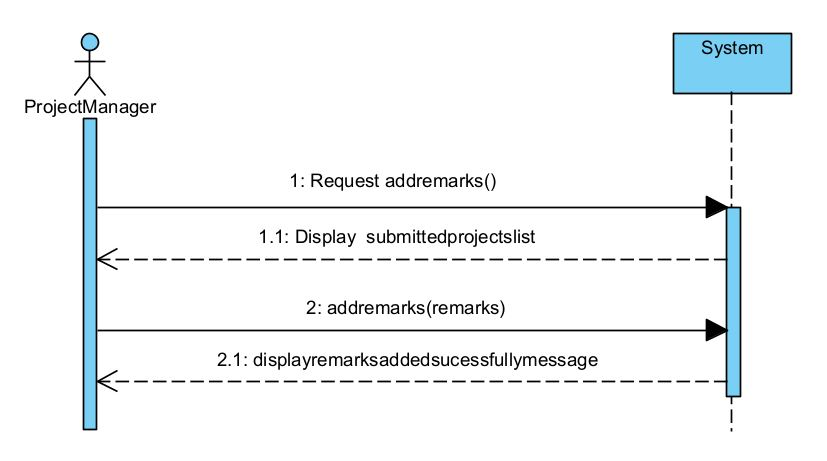 System
ProjectManager
1: Request addremarks()
1.1: Display  submittedprojectslist
2: addremarks(remarks)
2.1: displayremarksaddedsucessfullymessage